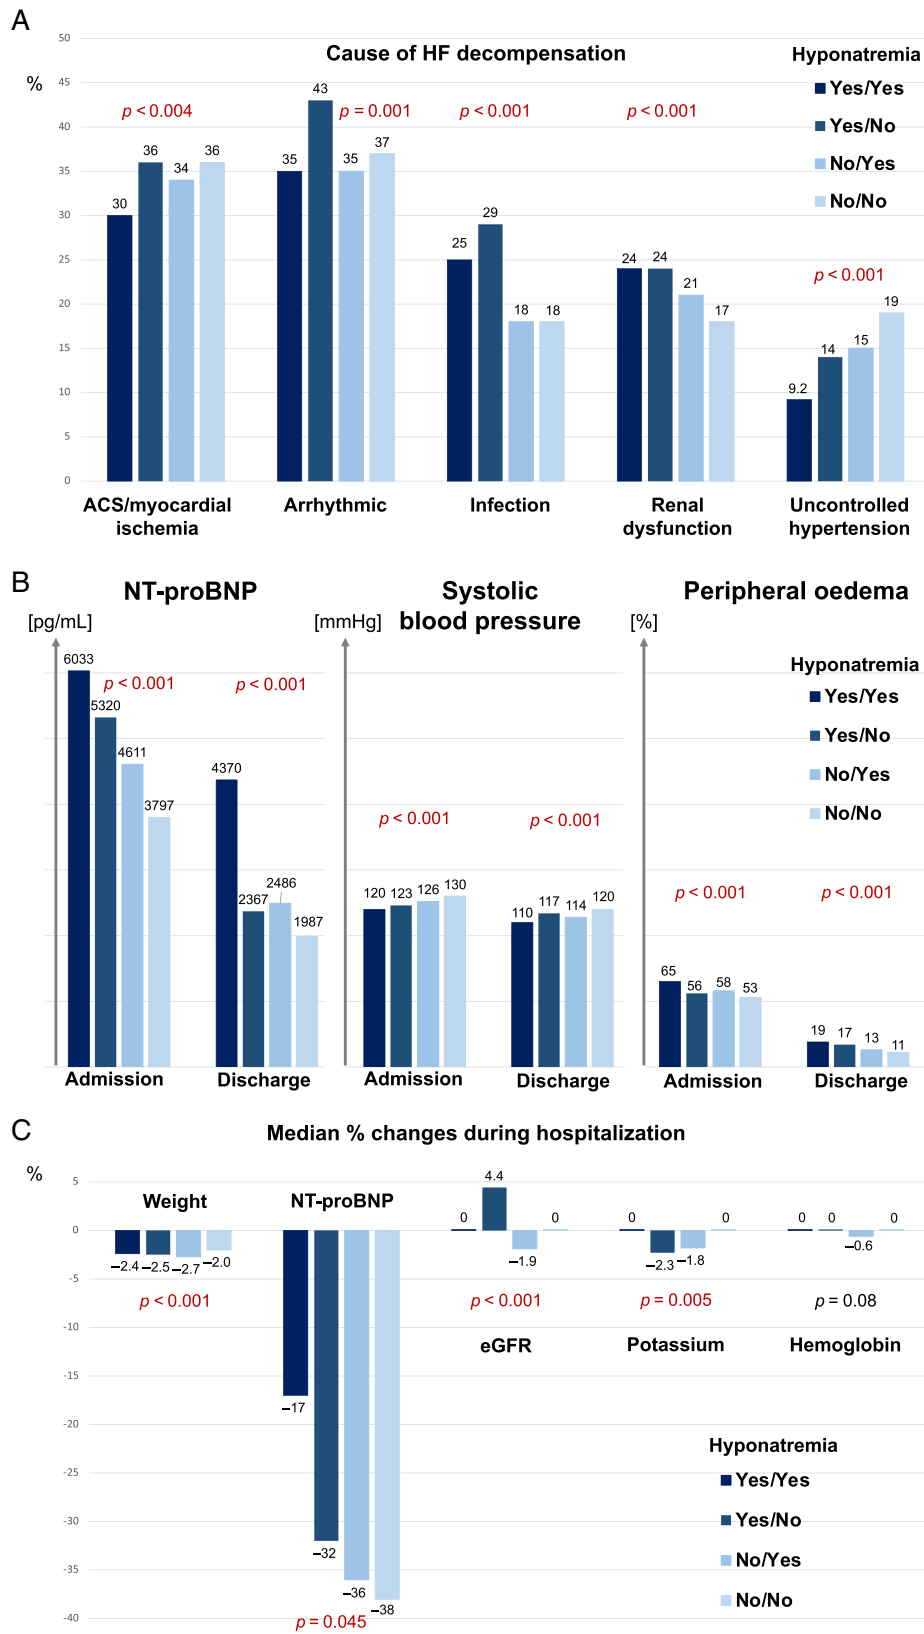 A
Cause of HF decompensation
%
50
45
40
35
30
25
20
15
10
5
0
Hyponatremia
Yes/Yes
Yes/No
No/Yes
No/No
p < 0.004
p = 0.001
p < 0.001
p < 0.001
p < 0.001
30
36
34
36
35
43
35
37
25
29
18
18
24
24
21
17
9.2
14
15
19
ACS/myocardial
ischemia
Arrhythmic
Infection
Renal
dysfunction
Uncontrolled
hypertension
B
NT-proBNP
[pg/mL]
p < 0.001
p < 0.001
6033
5320
4611
3797
4370
2367
2486
1987
Admission
Discharge
Systolic
blood pressure
[mmHg]
p < 0.001
p < 0.001
120
123
126
130
110
117
114
120
Admission
Discharge
Peripheral oedema
[%]
Hyponatremia
Yes/Yes
Yes/No
No/Yes
No/No
p < 0.001
p < 0.001
65
56
58
53
19
17
13
11
Admission
Discharge
C
Median % changes during hospitalization
%
5
0
-5
-10
-15
-20
-25
-30
-35
-40
Weight
–2.4
–2.5
–2.7
–2.0
p < 0.001
NT-proBNP
–17
–32
–36
–38
p = 0.045
0
4.4
–1.9
0
p < 0.001
eGFR
0
–2.3
–1.8
0
p = 0.005
Potassium
0
0
–0.6
0
p = 0.08
Hemoglobin
Hyponatremia
Yes/Yes
Yes/No
No/Yes
No/No